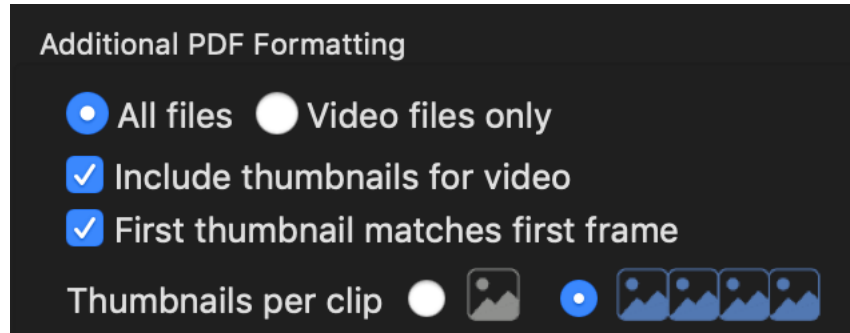 Additional PDF Formatting
All files Video files only
Include thumbnails for video
First thumbnail matches first frame
Thumbnails per clip